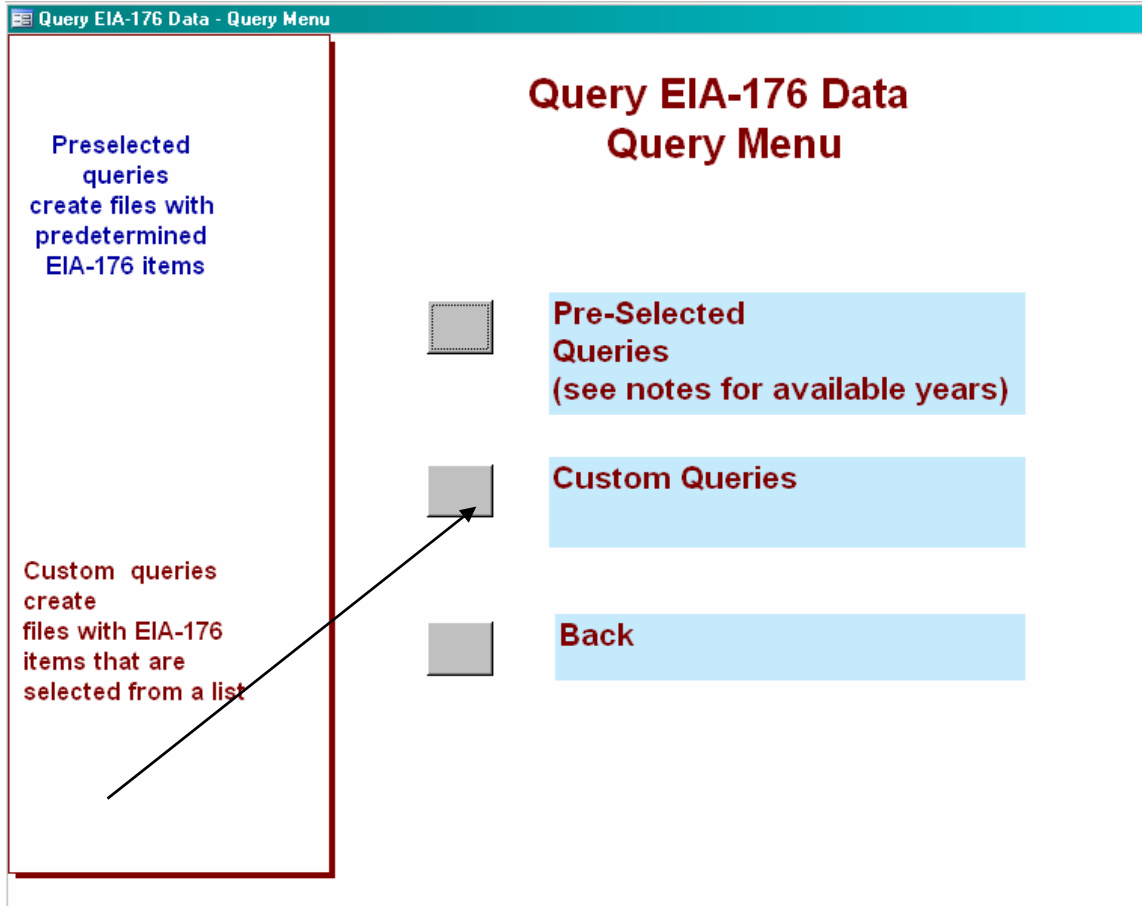 Query EIA-176 Data - Query Menu
Query EIA-176 Data
Query Menu
Preselected
queries
create files with
predetermined
EIA-176 items
Pre-Selected
Queries
(see notes for available years)
Custom Queries
Custom queries
create
files with EIA-176
items that are
selected from a list
Back